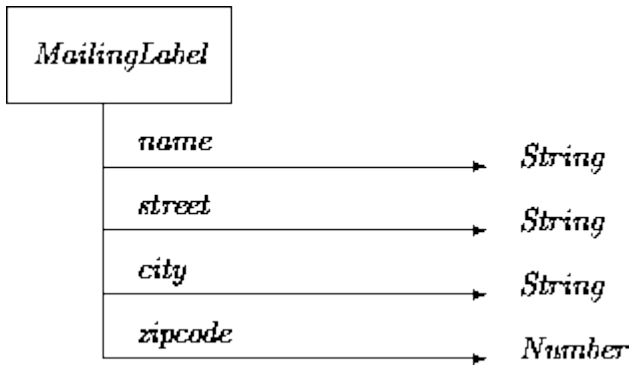 MailingLabel
name
String
street
String
city
String
zipcode
Number